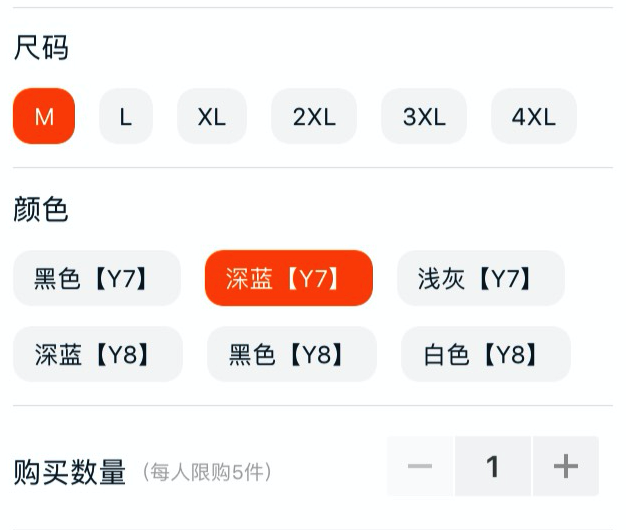 尺码
M L XL 2XL 3XL 4XL
颜色
黑色【Y7】 深蓝【Y7】 浅灰【Y7】
深蓝【Y8】 黑色【Y8】 白色【Y8】
购买数量 (每人限购5件) — 1 +